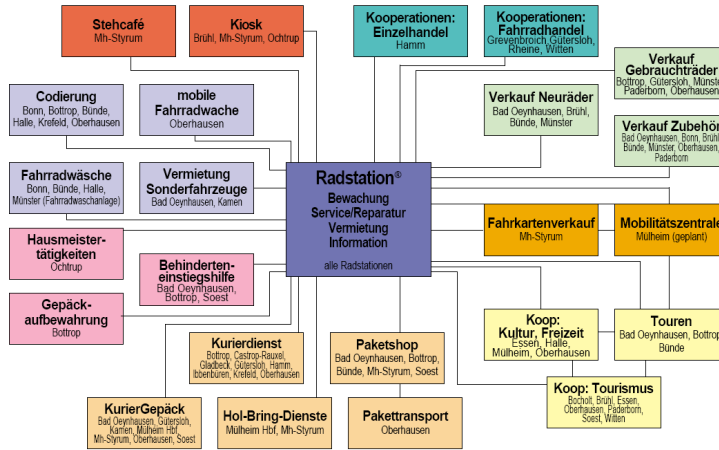 Stehcafé
Mh-Styrum
Kiosk
Brühl, Mh-Styrum, Ochtrup
Kooperationen:
Einzelhandel
Hamm
Kooperationen:
Fahrradhandel
Grevenbroich,Gütersloh,
Rheine, Witten
Verkauf
Gebrauchträder
Bottrop, Gütersloh, Münster
Paderborn, Oberhausen
Codierung
Bonn, Bottrop, Bünde,
Halle, Krefeld, Oberhausen
mobile
Fahrradwache
Oberhausen
Verkauf Neuräder
Bad Oeynhausen, Brühl,
Bünde, Münster
Verkauf Zubehör
Bad Oeynhausen, Bonn, Brühl
Bünde, Münster, Oberhausen,
Paderborn
Fahrradwäsche
Bonn, Bünde, Halle,
Münster (Fahrradwaschanlage)
Vermietung
Sonderfahrzeuge
Bad Oeynhausen, Kamen
Radstation®
Bewachung
Service/Reparatur
Vermietung
Information
alle Radstationen
Fahrkartenverkauf
Mh-Styrum
Mobilitätszentrale
Mülheim (geplant)
Hausmeister-
tätigkeiten
Ochtrup
Behinderten-
einstiegshilfe
Bad Oeynhausen,
Bottrop, Soest
Gepäck-
aufbewahrung
Bottrop
Koop:
Kultur, Freizeit
Essen, Halle,
Mülheim, Oberhausen
Touren
Bad Oeynhausen, Bottrop
Bünde
Kurierdienst
Bottrop, Castrop-Rauxel,
Gladbeck, Gütersloh, Hamm,
Ibbenbüren, Krefeld, Oberhausen
Paketshop
Bad Oeynhausen, Bottrop,
Bünde, Mh-Styrum, Soest
Koop: Tourismus
Bocholt, Brühl, Essen,
Oberhausen, Paderborn,
Soest, Witten
KurierGepäck
Bad Oeynhausen, Gütersloh,
Kamen, Mülheim Hbf,
Mh-Styrum, Oberhausen, Soest
Hol-Bring-Dienste
Mülheim Hbf, Mh-Styrum
Pakettransport
Oberhausen